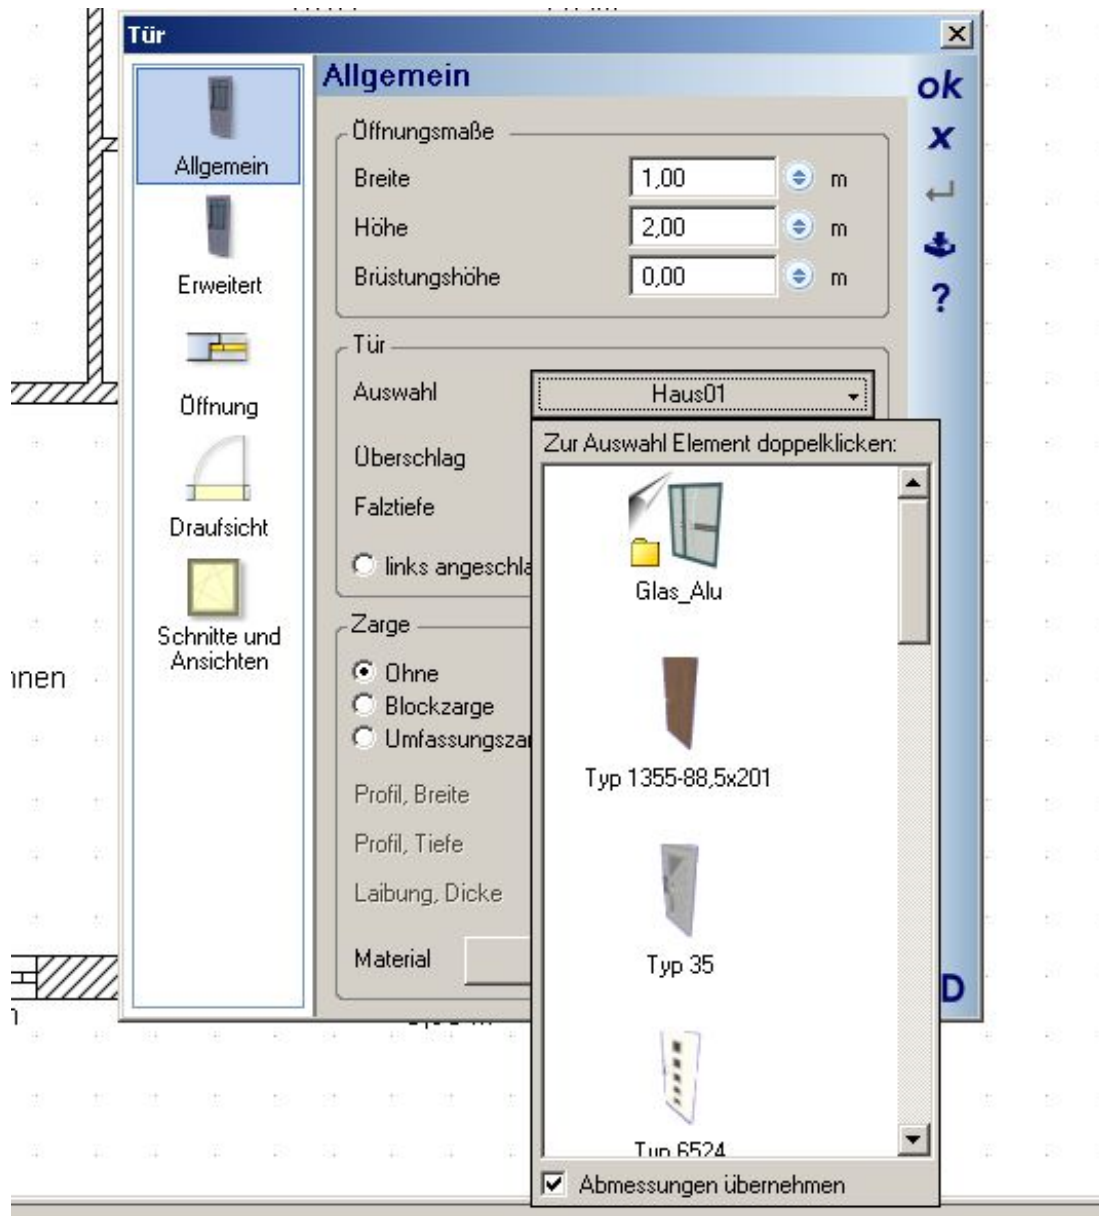 Tür
Allgemein
ok
x
?
Allgemein
Erweitert
Öffnung
Draufsicht
Schnitte und
Ansichten
Öffnungsmaße
Breite 1,00 m
Höhe 2,00 m
Brüstungshöhe 0,00 m
Tür
Auswahl Haus01
Überschlag
Falztiefe
links angeschla
Zarge
Ohne
Blockzarge
Umfassungszar
Profil, Breite
Profil, Tiefe
Laibung, Dicke
Material
Zur Auswahl Element doppelklicken:
Glas_Alu
Typ 1355-88,5x201
Typ 35
Typ 6524
Abmessungen übernehmen
D
nnen